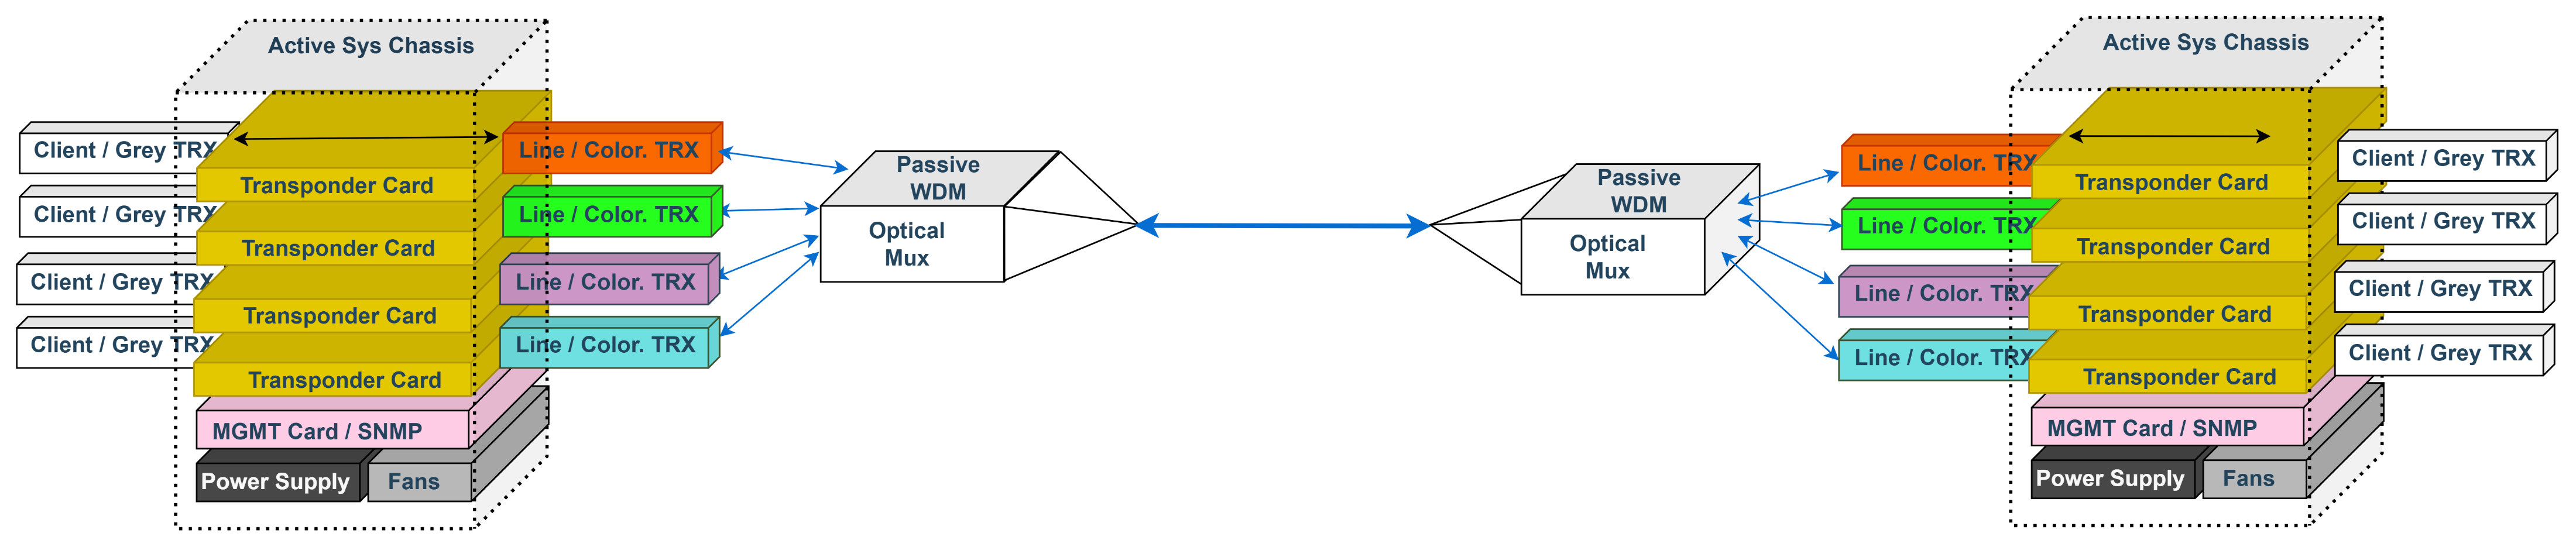 Active Sys Chassis
Client / Grey TRX
Line / Color. TRX
Transponder Card
Client / Grey TRX
Line / Color. TRX
Transponder Card
Client / Grey TRX
Line / Color. TRX
Transponder Card
Client / Grey TRX
Line / Color. TRX
Transponder Card
MGMT Card / SNMP
Power Supply
Fans
Passive
WDM
Optical
Mux
Passive
WDM
Optical
Mux
Active Sys Chassis
Line / Color. TRX
Client / Grey TRX
Transponder Card
Line / Color. TRX
Client / Grey TRX
Transponder Card
Line / Color. TRX
Client / Grey TRX
Transponder Card
Line / Color. TRX
Client / Grey TRX
Transponder Card
MGMT Card / SNMP
Power Supply
Fans